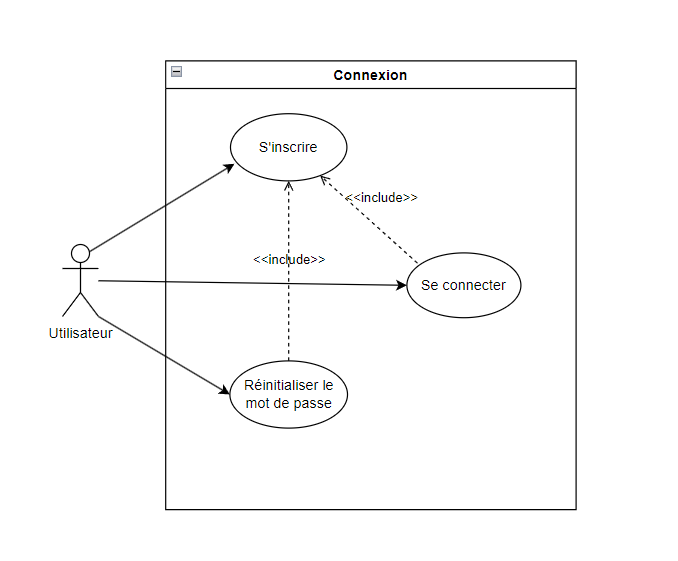 Connexion
S'inscrire
<<include>>
<<include>>
Se connecter
Utilisateur
Réinitialiser le
mot de passe